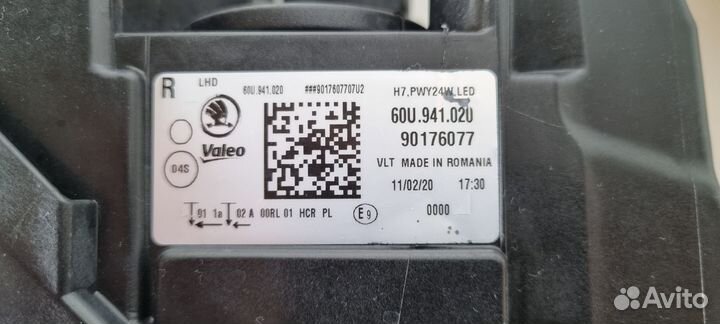 R LHD 60U.941.020 ###9017607707U2 H7,PWY24W,LED
60U.941.020
Valeo
90176077
04S
VLT MADE IN ROMANIA
11/02/20 17:30
01 1a 02 A 00RL 01 HCR PL E9 0000
Avito